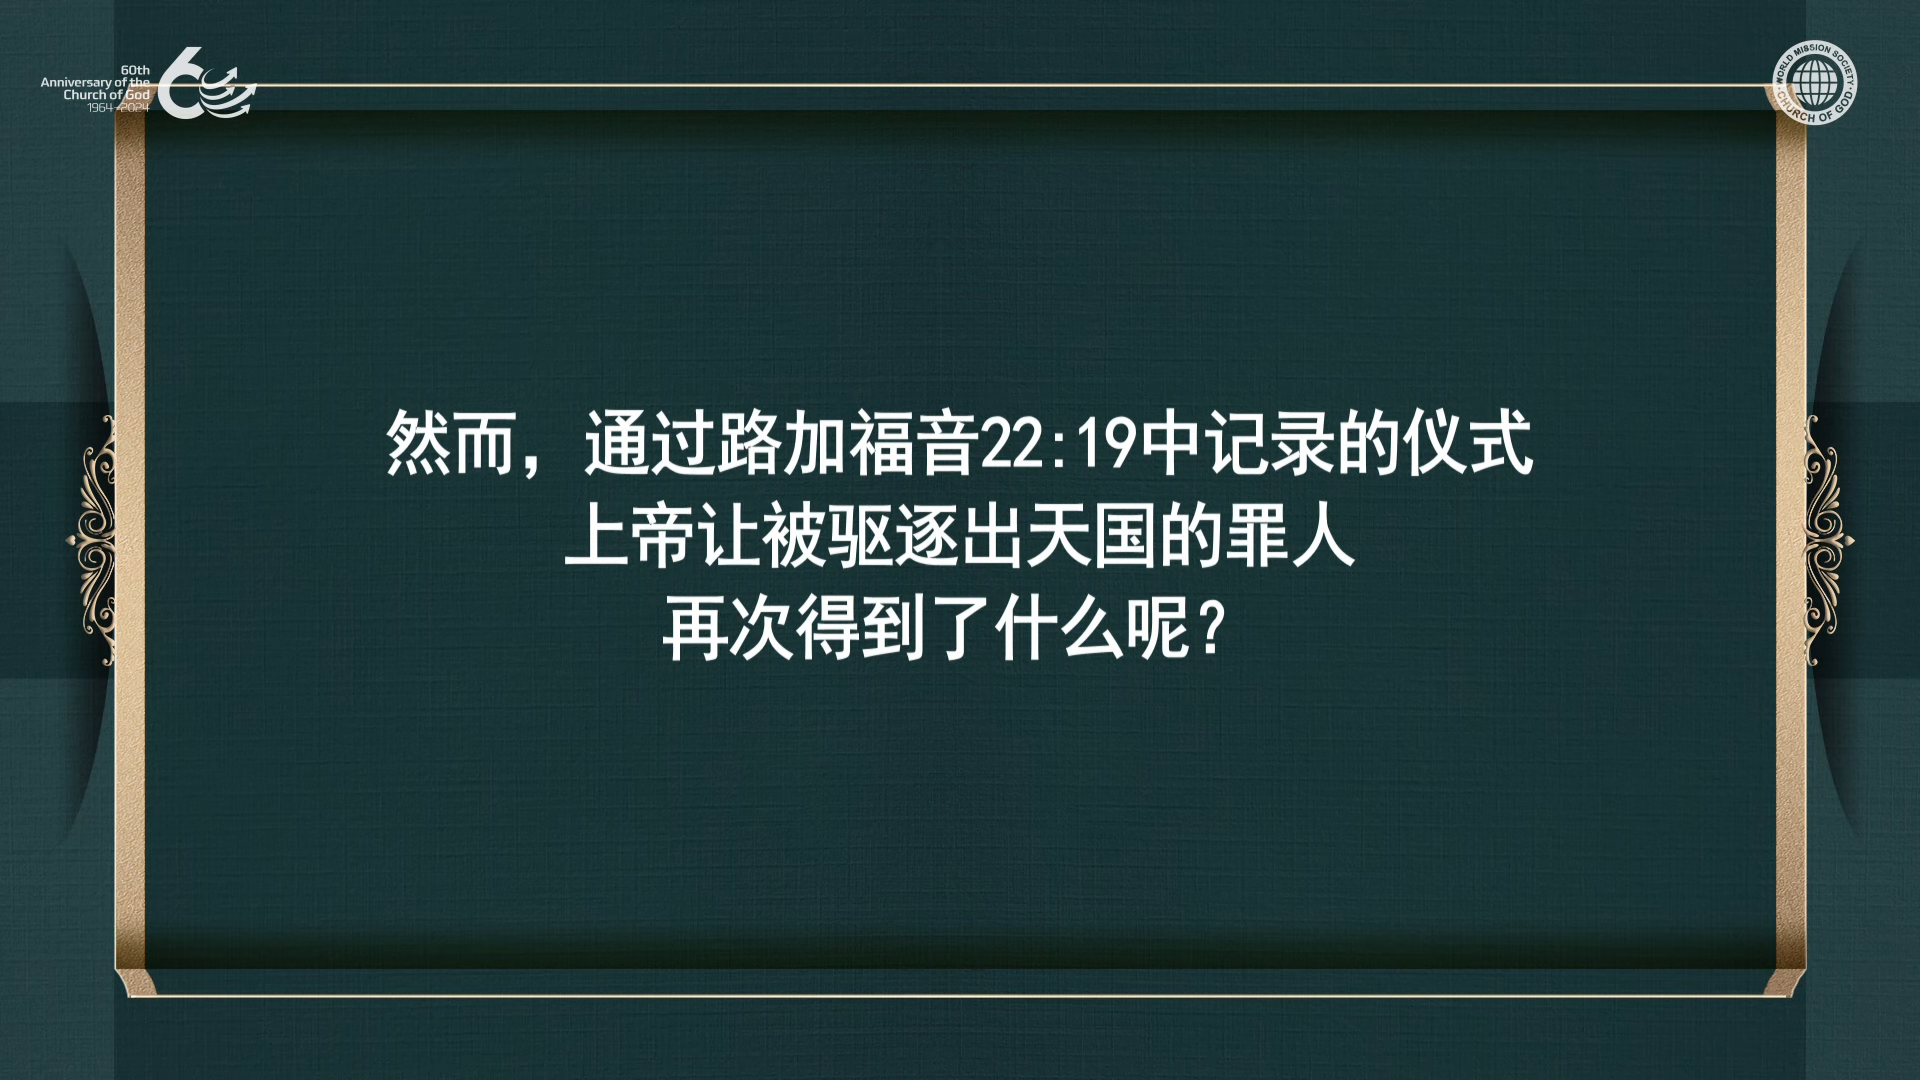 60th
Anniversary of the
Church of God
1964-2024
WORLD MISSION SOCIETY
CHURCH OF GOD
然而，通过路加福音22:19中记录的仪式
上帝让被驱逐出天国的罪人
再次得到了什么呢？